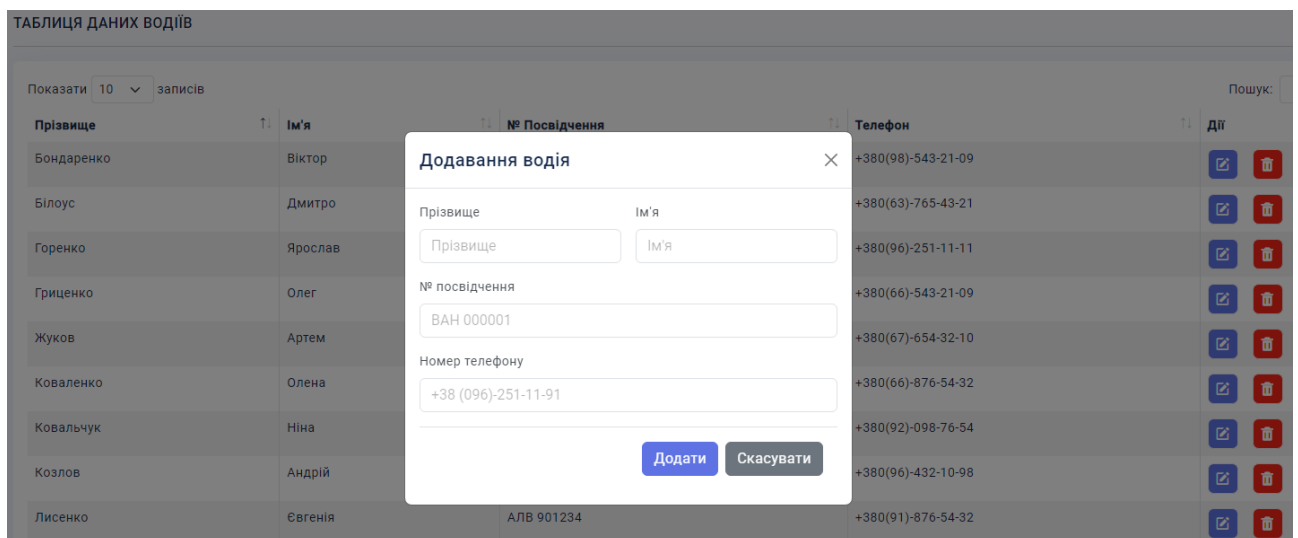 ТАБЛИЦЯ ДАНИХ ВОДІЇВ
Показати 10 записів
Пошук:
Прізвище Ім'я № Посвідчення Телефон Дії
Бондаренко Віктор +380(98)-543-21-09
Білоус Дмитро +380(63)-765-43-21
Горенко Ярослав +380(96)-251-11-11
Гриценко Олег +380(66)-543-21-09
Жуков Артем +380(67)-654-32-10
Коваленко Олена +380(66)-876-54-32
Ковальчук Ніна +380(92)-098-76-54
Козлов Андрій +380(96)-432-10-98
Лисенко Євгенія АЛВ 901234 +380(91)-876-54-32
Додавання водія
Прізвище Ім'я
Прізвище Ім'я
№ посвідчення
ВАН 000001
Номер телефону
+38 (096)-251-11-91
Додати Скасувати